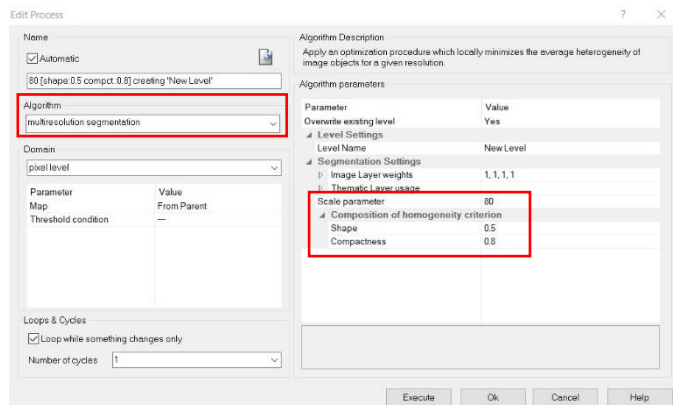 Edit Process
? ×
Name
Automatic
80 [shape:0.5 compct.:0.8] creating 'New Level'
Algorithm
multiresolution segmentation
Domain
pixel level
Parameter Value
Map From Parent
Threshold condition ---
Loops & Cycles
Loop while something changes only
Number of cycles 1
Algorithm Description
Apply an optimization procedure which locally minimizes the average heterogeneity of
image objects for a given resolution.
Algorithm parameters
Parameter Value
Overwrite existing level Yes
Level Settings
Level Name New Level
Segmentation Settings
Image Layer weights 1, 1, 1, 1
Thematic Layer usage
Scale parameter 80
Composition of homogeneity criterion
Shape 0.5
Compactness 0.8
Execute Ok Cancel Help